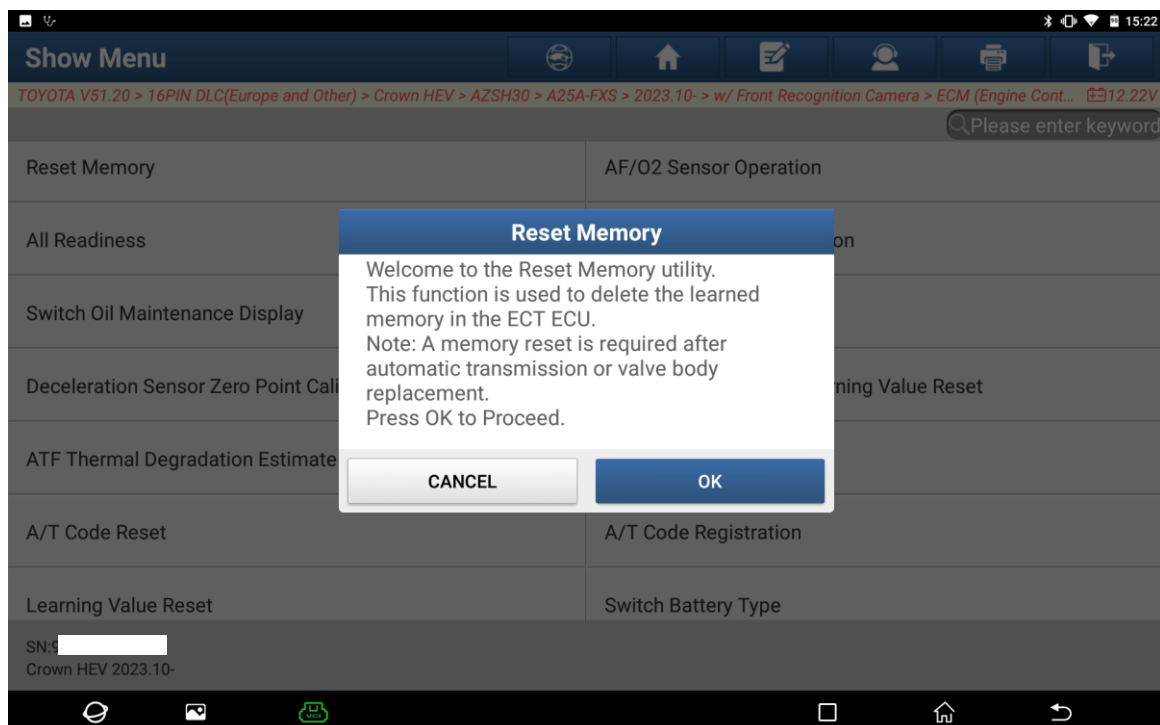 15:22
Show Menu
TOYOTA V51.20 > 16PIN DLC(Europe and Other) > Crown HEV > AZSH30 > A25A-FXS > 2023.10- > w/ Front Recognition Camera > ECM (Engine Cont... 12.22V
Please enter keyword
Reset Memory
AF/O2 Sensor Operation
All Readiness
on
Switch Oil Maintenance Display
Deceleration Sensor Zero Point Cali
ning Value Reset
ATF Thermal Degradation Estimate
A/T Code Reset
A/T Code Registration
Learning Value Reset
Switch Battery Type
Reset Memory
Welcome to the Reset Memory utility.
This function is used to delete the learned
memory in the ECT ECU.
Note: A memory reset is required after
automatic transmission or valve body
replacement.
Press OK to Proceed.
CANCEL
OK
SN:9
Crown HEV 2023.10-
VCI